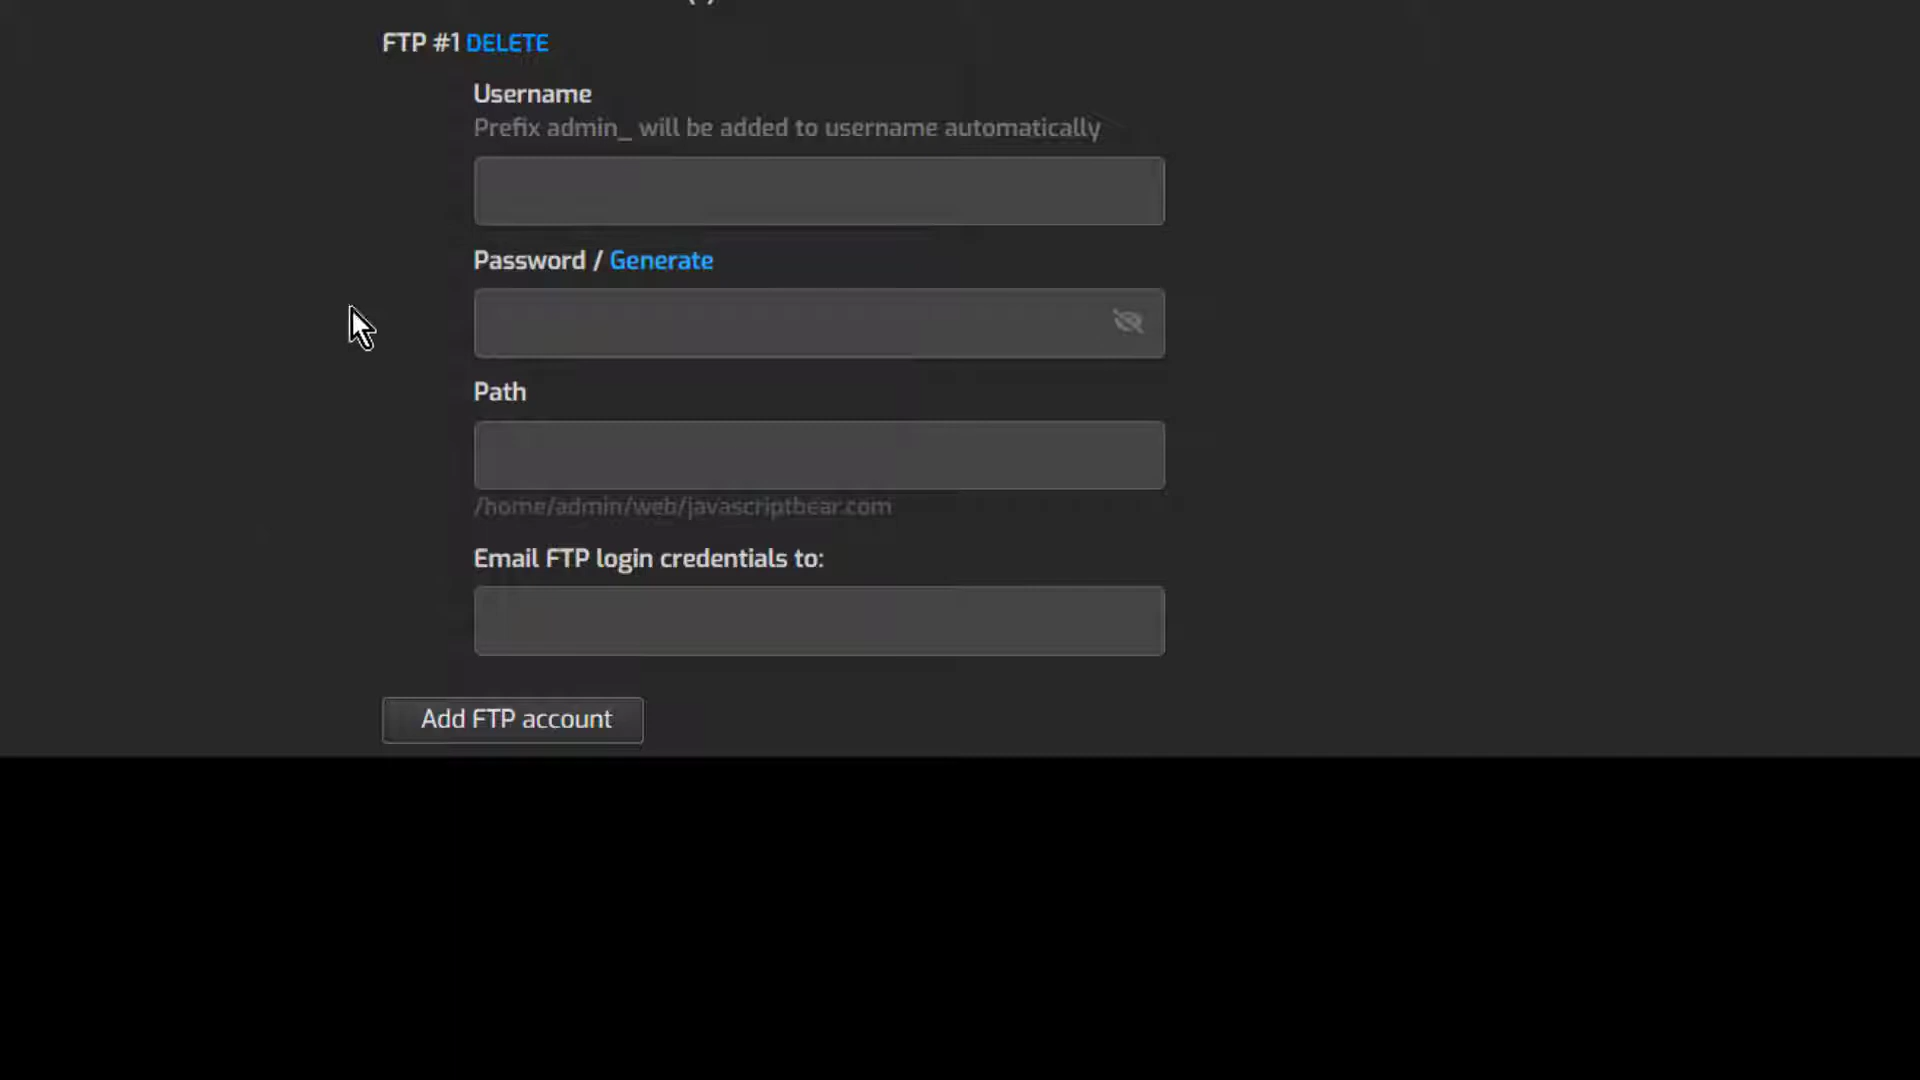 FTP #1 DELETE
Username
Prefix admin_ will be added to username automatically
Password / Generate
Path
/home/admin/web/javascriptbear.com
Email FTP login credentials to:
Add FTP account